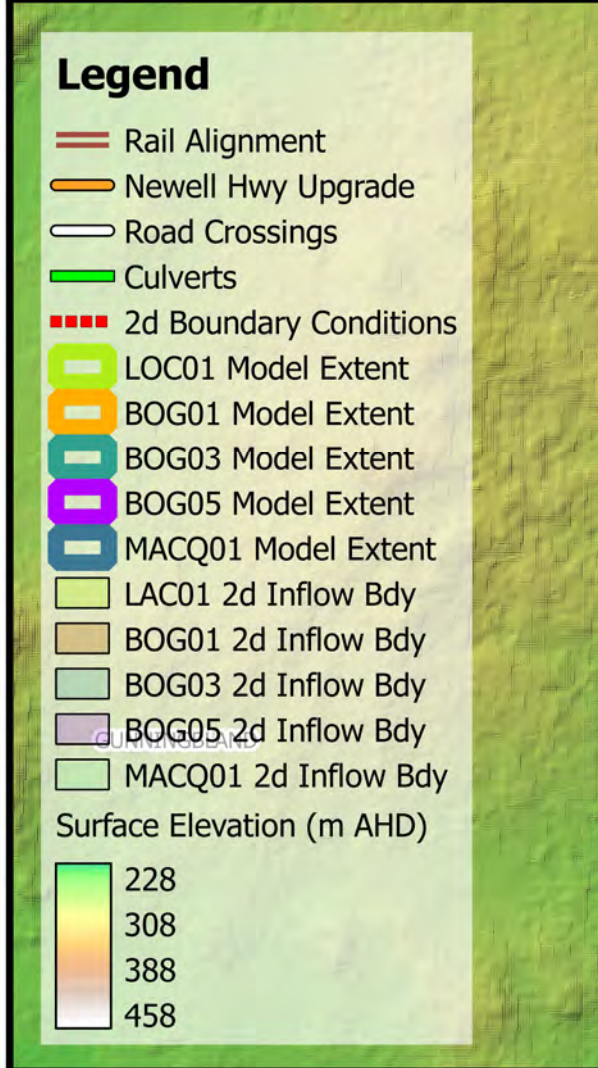 Legend
Rail Alignment
Newell Hwy Upgrade
Road Crossings
Culverts
2d Boundary Conditions
LOC01 Model Extent
BOG01 Model Extent
BOG03 Model Extent
BOG05 Model Extent
MACQ01 Model Extent
LAC01 2d Inflow Bdy
BOG01 2d Inflow Bdy
BOG03 2d Inflow Bdy
BOG05 2d Inflow Bdy
GUNNINGBLAND
MACQ01 2d Inflow Bdy
Surface Elevation (m AHD)
228
308
388
458